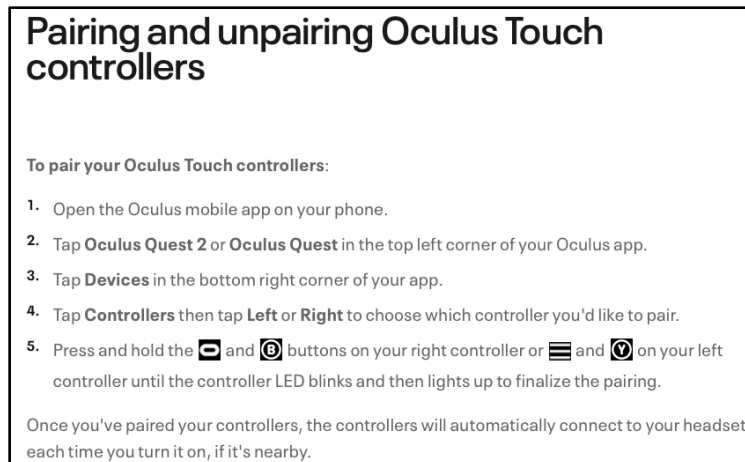 Pairing and unpairing Oculus Touch
controllers
To pair your Oculus Touch controllers:
1. Open the Oculus mobile app on your phone.
2. Tap Oculus Quest 2 or Oculus Quest in the top left corner of your Oculus app.
3. Tap Devices in the bottom right corner of your app.
4. Tap Controllers then tap Left or Right to choose which controller you'd like to pair.
5. Press and hold the and B buttons on your right controller or and Y on your left
controller until the controller LED blinks and then lights up to finalize the pairing.
Once you've paired your controllers, the controllers will automatically connect to your headset
each time you turn it on, if it's nearby.